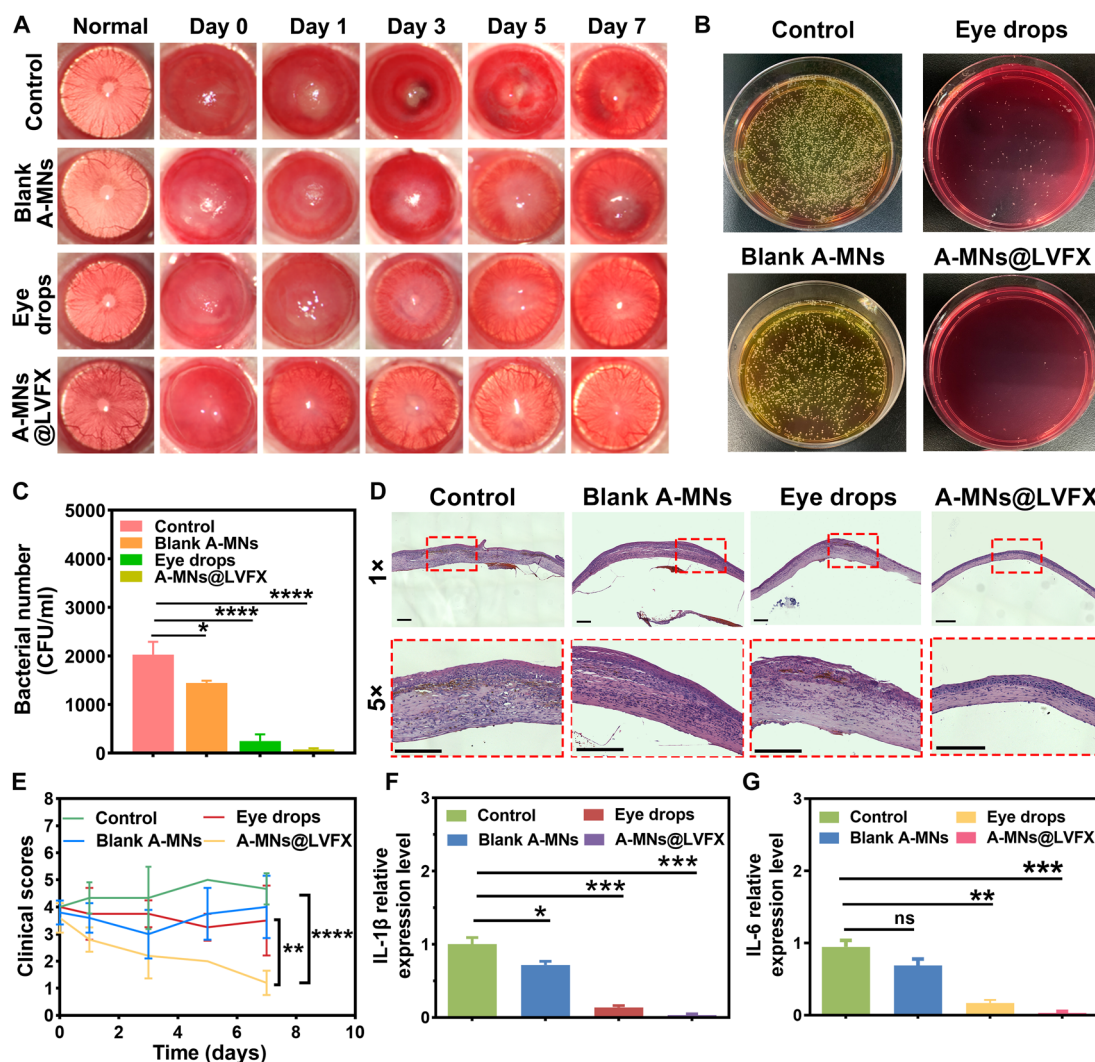 A
Normal Day 0 Day 1 Day 3 Day 5 Day 7
Control
Blank
A-MNs
Eye
drops
A-MNs
@LVFX
B
Control Eye drops
Blank A-MNs A-MNs@LVFX
C
Bacterial number
(CFU/ml)
5000
4000
3000
2000
1000
0
Control
Blank A-MNs
Eye drops
A-MNs@LVFX
****
****
*
D
Control Blank A-MNs Eye drops A-MNs@LVFX
1×
5×
E
Clinical scores
8
7
6
5
4
3
2
1
0
Control Eye drops
Blank A-MNs A-MNs@LVFX
** ****
0 2 4 6 8 10
Time (days)
F
IL-1β relative
expression level
3
2
1
0
Control Eye drops
Blank A-MNs A-MNs@LVFX
***
***
*
G
IL-6 relative
expression level
3
2
1
0
Control Eye drops
Blank A-MNs A-MNs@LVFX
***
**
ns